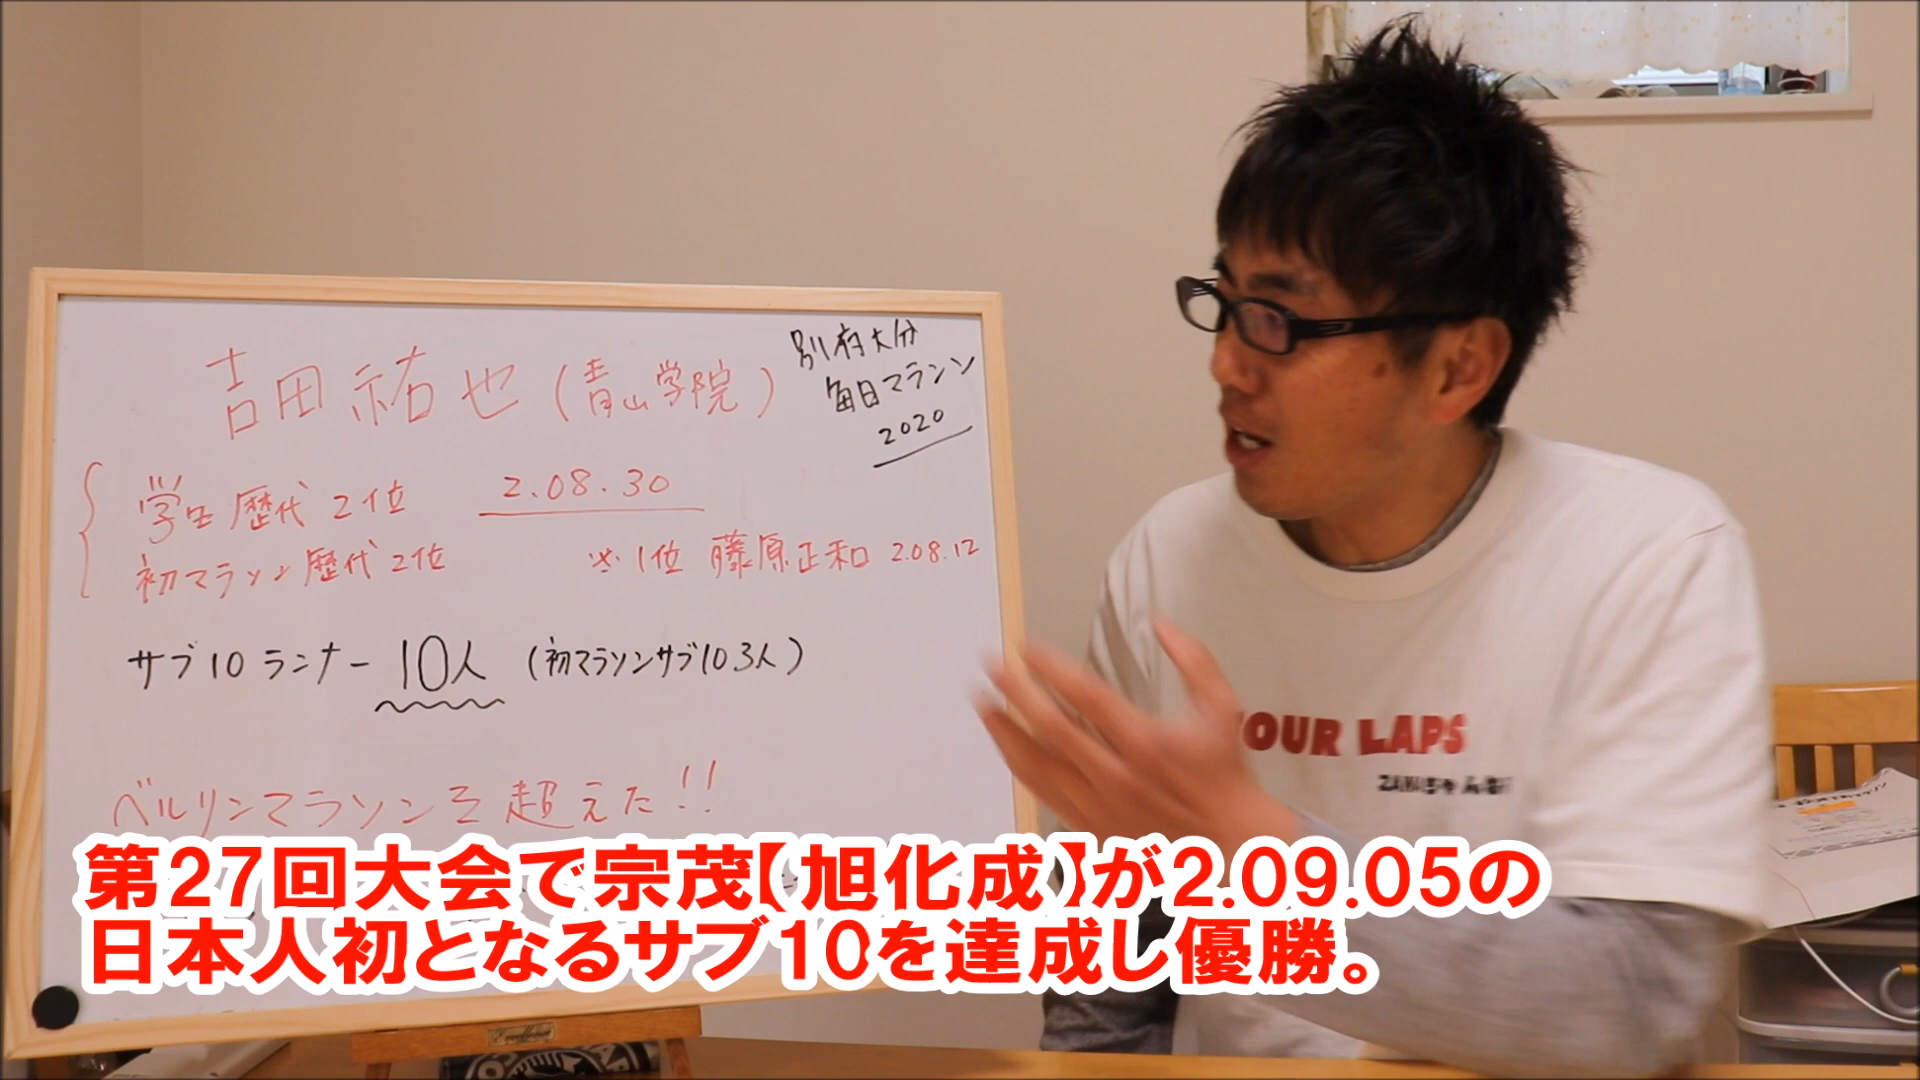 吉田祐也(青山学院)
別府大分
毎日マラソン
2020
学生歴代2位 2.08.30
初マラソン歴代2位 ※1位 藤原正和 2.08.12
サブ10ランナー 10人 (初マラソンサブ10 3人)
ベルリンマラソンを超えた!!
OUR LAPS
第27回大会で宗茂【旭化成】が2.09.05の
日本人初となるサブ10を達成し優勝。